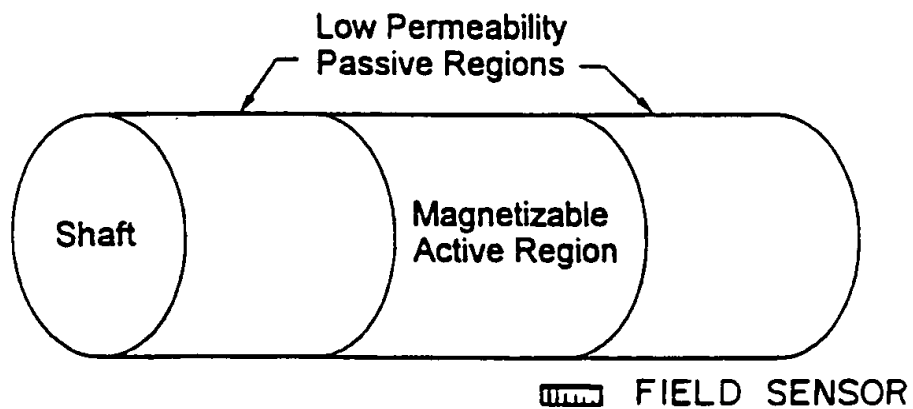 Low Permeability
Passive Regions
Shaft
Magnetizable
Active Region
FIELD SENSOR